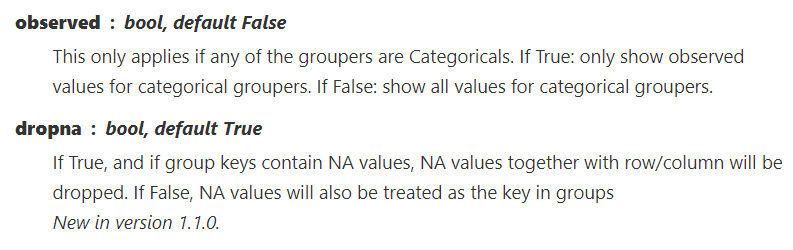 observed : bool, default False
This only applies if any of the groupers are Categoricals. If True: only show observed
values for categorical groupers. If False: show all values for categorical groupers.
dropna : bool, default True
If True, and if group keys contain NA values, NA values together with row/column will be
dropped. If False, NA values will also be treated as the key in groups
New in version 1.1.0.